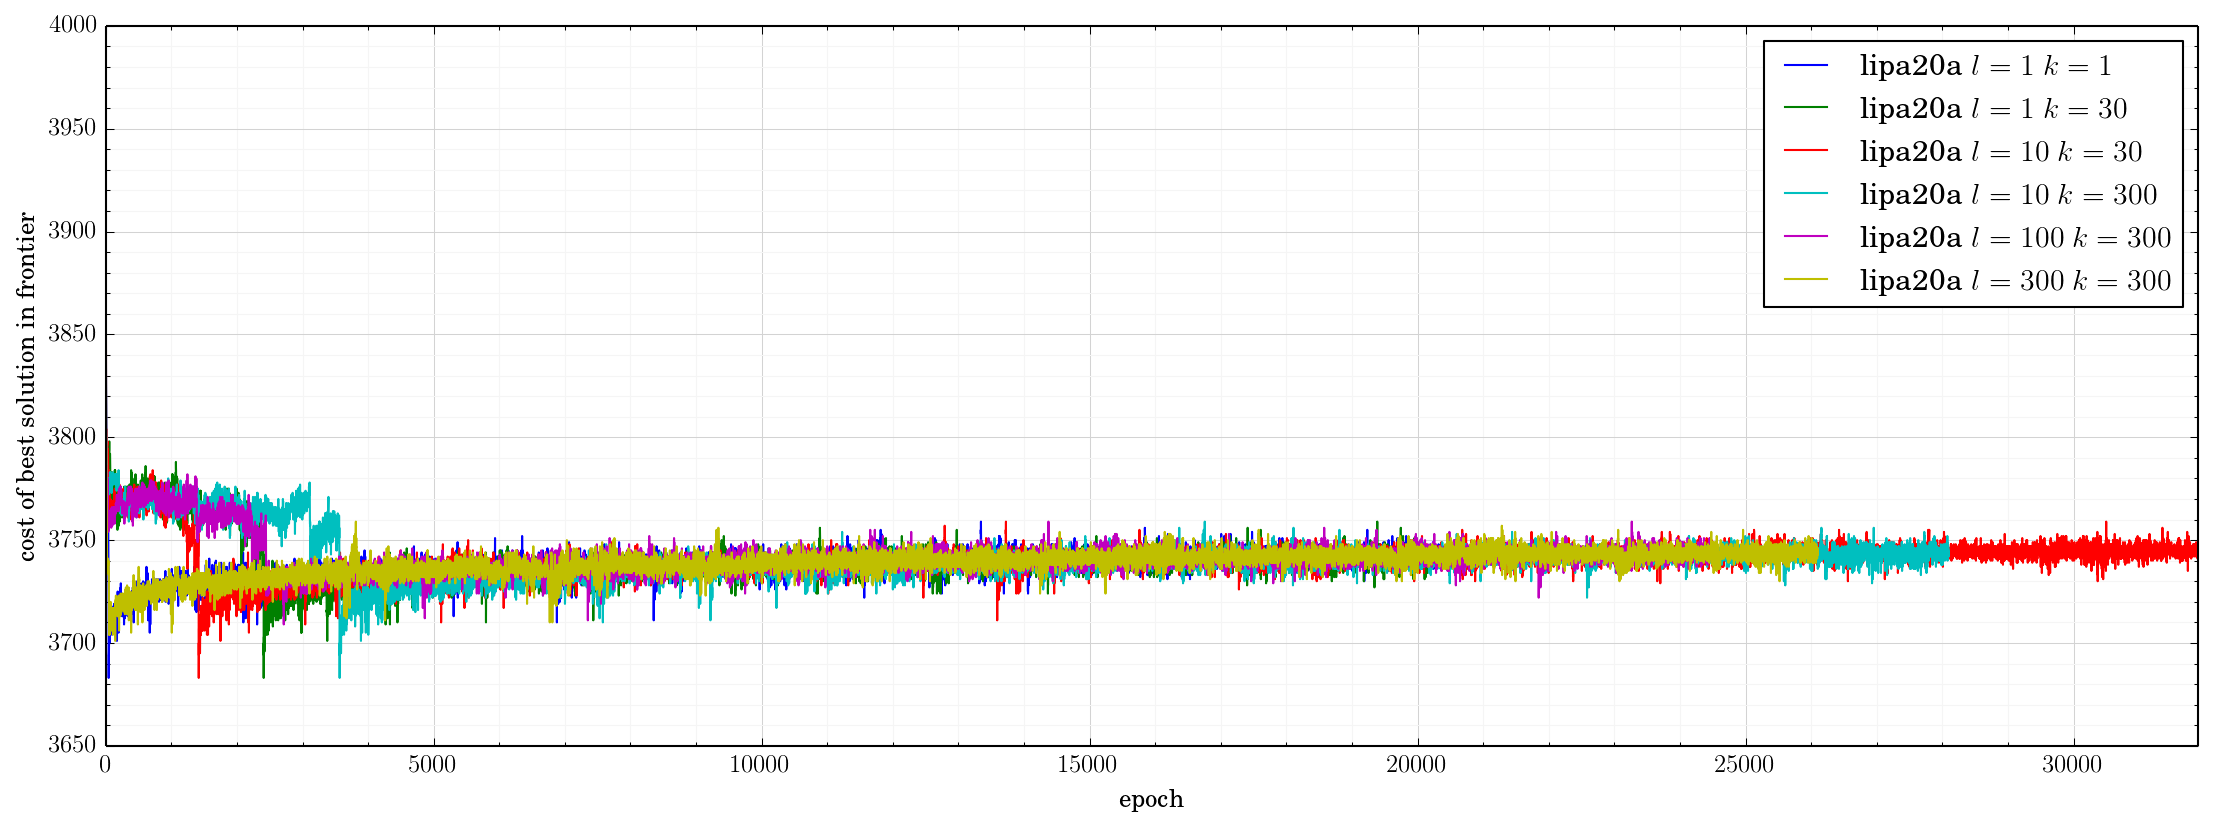 4000
3950
3900
3850
3800
3750
3700
3650
cost of best solution in frontier
0
5000
10000
15000
20000
25000
30000
epoch
lipa20a l = 1 k = 1
lipa20a l = 1 k = 30
lipa20a l = 10 k = 30
lipa20a l = 10 k = 300
lipa20a l = 100 k = 300
lipa20a l = 300 k = 300